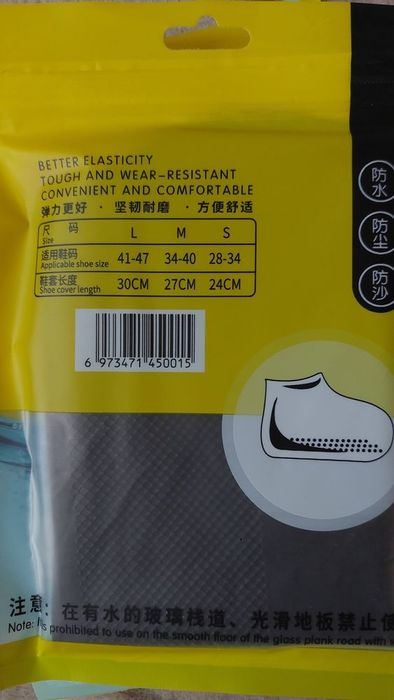 BETTER ELASTICITY
TOUGH AND WEAR-RESISTANT
CONVENIENT AND COMFORTABLE
弹力更好 · 坚韧耐磨 · 方便舒适
尺 码 L M S
Size
适用鞋码 41-47 34-40 28-34
Applicable shoe size
鞋套长度 30CM 27CM 24CM
Shoe cover length
6 973471 450015
防水
防尘
防沙
注意：在有水的玻璃栈道、光滑地板禁止使
Note: It is prohibited to use on the smooth floor of the glass plank road with